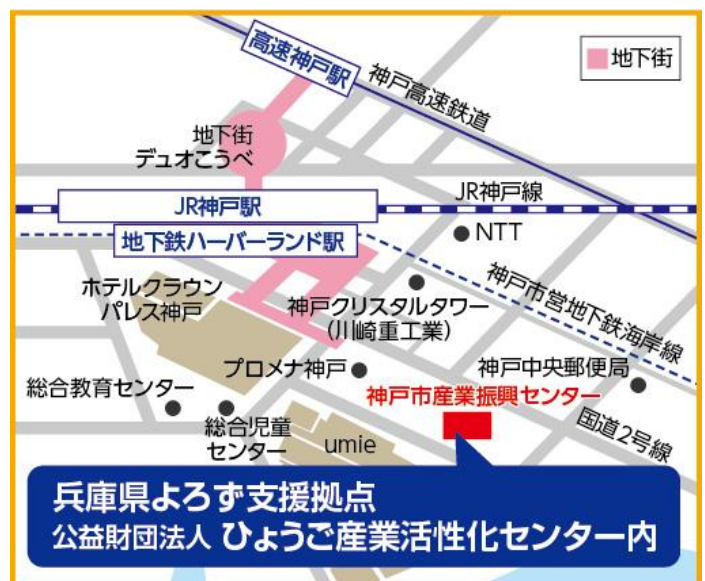 高速神戸駅
地下街
神戸高速鉄道
地下街
デュオこうべ
JR神戸線
JR神戸駅
地下鉄ハーバーランド駅
NTT
神戸市営地下鉄海岸線
ホテルクラウン
パレス神戸
神戸クリスタルタワー
(川崎重工業)
プロメナ神戸
神戸中央郵便局
総合教育センター
神戸市産業振興センター
総合児童
センター
umie
国道2号線
兵庫県よろず支援拠点
公益財団法人 ひょうご産業活性化センター内